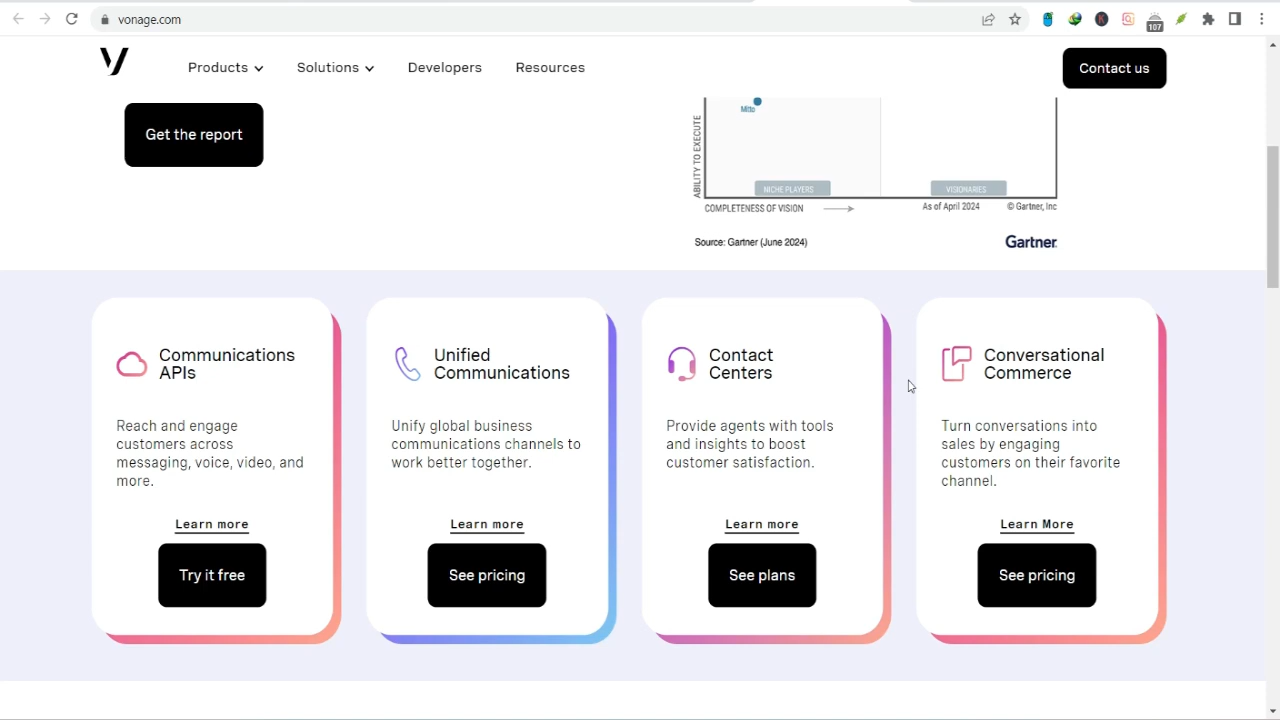 vonage.com
107
Products
Solutions
Developers
Resources
Contact us
Get the report
Mitto
ABILITY TO EXECUTE
NICHE PLAYERS
VISIONARIES
COMPLETENESS OF VISION
As of April 2024
© Gartner, Inc
Source: Gartner (June 2024)
Gartner
Communications
APIs
Reach and engage
customers across
messaging, voice, video, and
more.
Learn more
Try it free
Unified
Communications
Unify global business
communications channels to
work better together.
Learn more
See pricing
Contact
Centers
Provide agents with tools
and insights to boost
customer satisfaction.
Learn more
See plans
Conversational
Commerce
Turn conversations into
sales by engaging
customers on their favorite
channel.
Learn More
See pricing